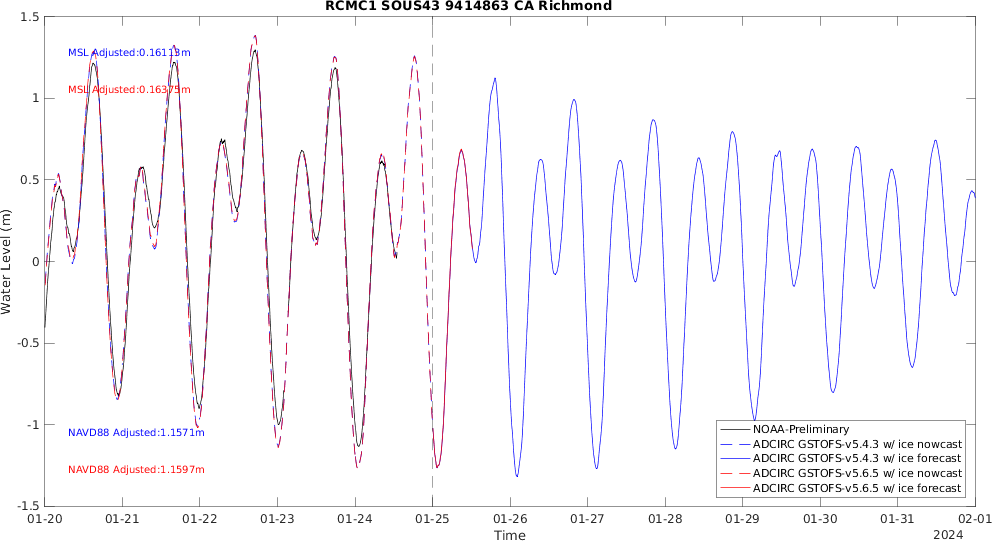 RCMC1 SOUS43 9414863 CA Richmond
1.5
1
0.5
0
-0.5
-1
-1.5
Water Level (m)
MSL Adjusted:0.16113m
MSL Adjusted:0.16375m
NAVD88 Adjusted:1.1571m
NAVD88 Adjusted:1.1597m
NOAA-Preliminary
ADCIRC GSTOFS-v5.4.3 w/ ice nowcast
ADCIRC GSTOFS-v5.4.3 w/ ice forecast
ADCIRC GSTOFS-v5.6.5 w/ ice nowcast
ADCIRC GSTOFS-v5.6.5 w/ ice forecast
01-20 01-21 01-22 01-23 01-24 01-25 01-26 01-27 01-28 01-29 01-30 01-31 02-01
Time
2024